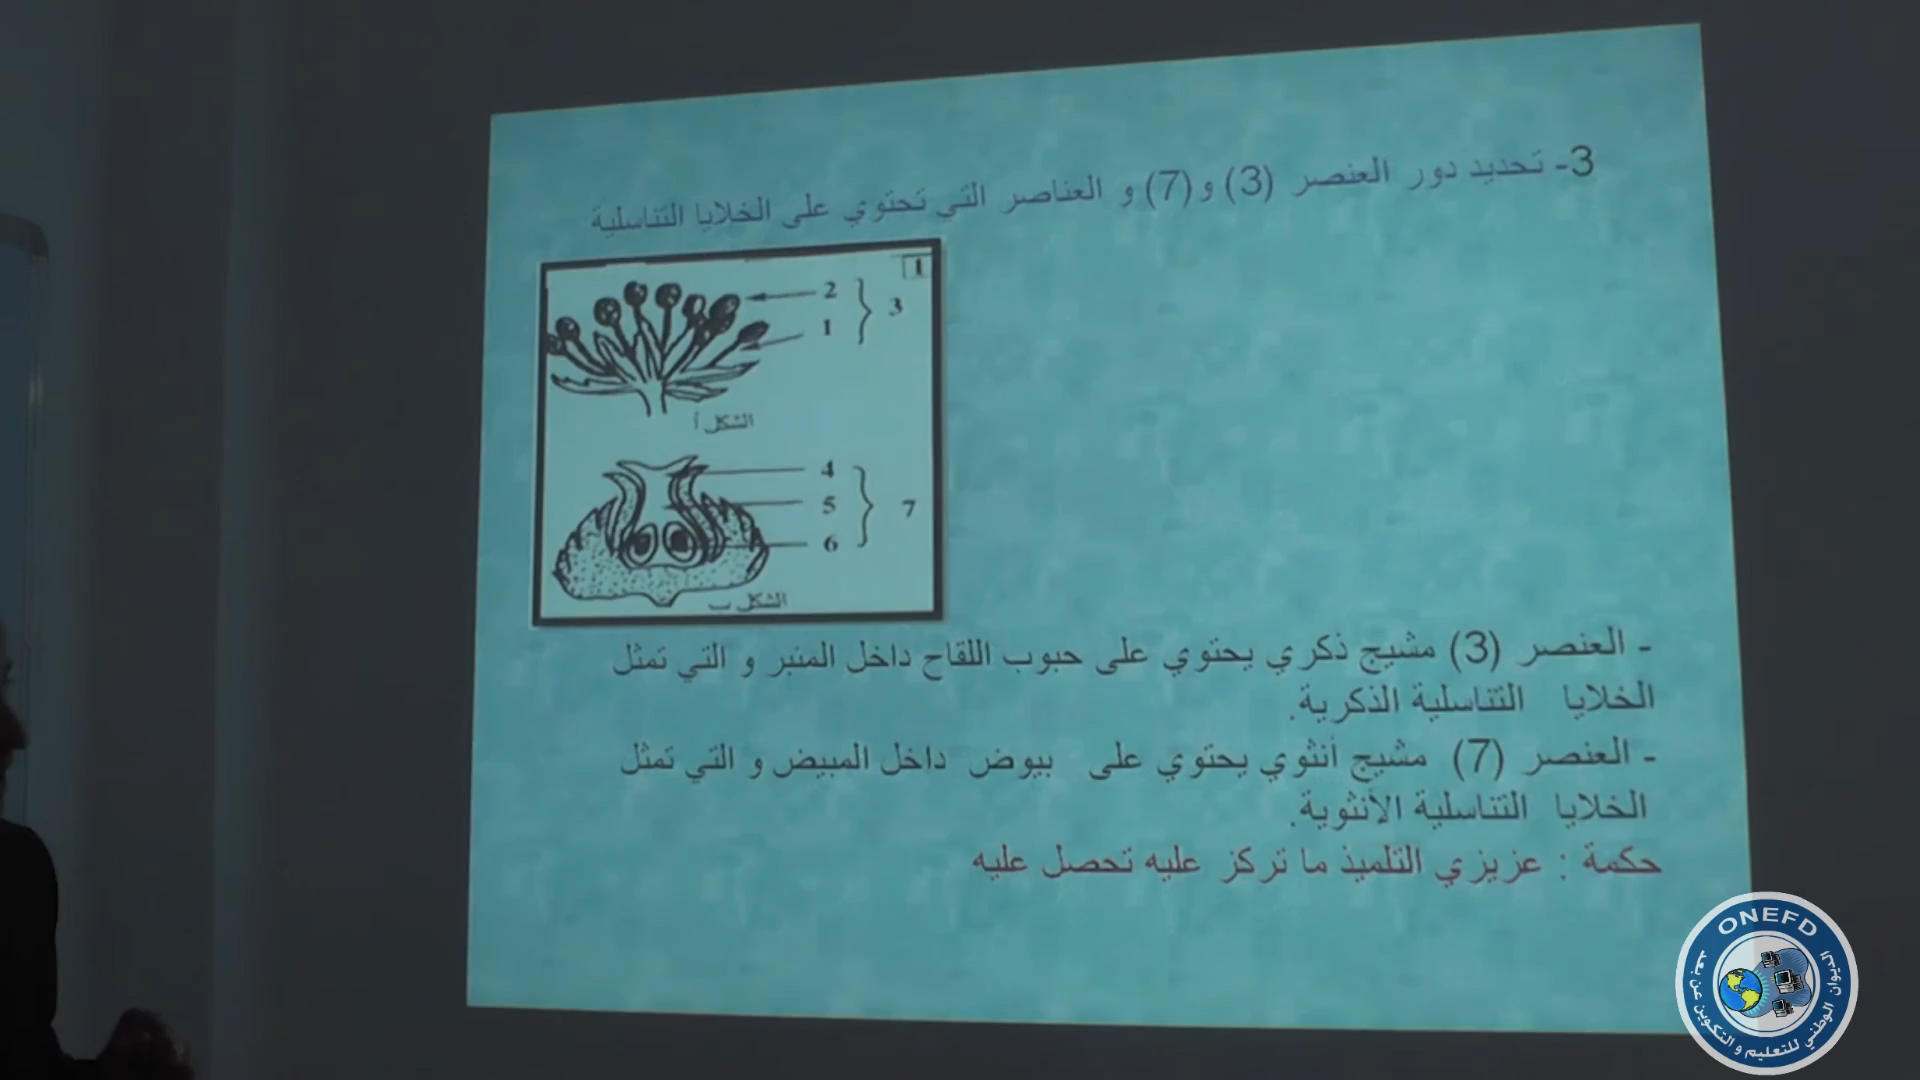 3- تحديد دور العنصر (3) و(7) و العناصر التي تحتوي على الخلايا التناسلية
1
2
3
1
الشكل أ
4
5
7
6
الشكل ب
- العنصر (3) مشيج ذكري يحتوي على حبوب اللقاح داخل المئبر و التي تمثل
الخلايا التناسلية الذكرية.
- العنصر (7) مشيج أنثوي يحتوي على بيوض داخل المبيض و التي تمثل
الخلايا التناسلية الأنثوية.
حكمة : عزيزي التلميذ ما تركز عليه تحصل عليه
ONEFD
الديوان الوطني للتعليم و التكوين عن بعد